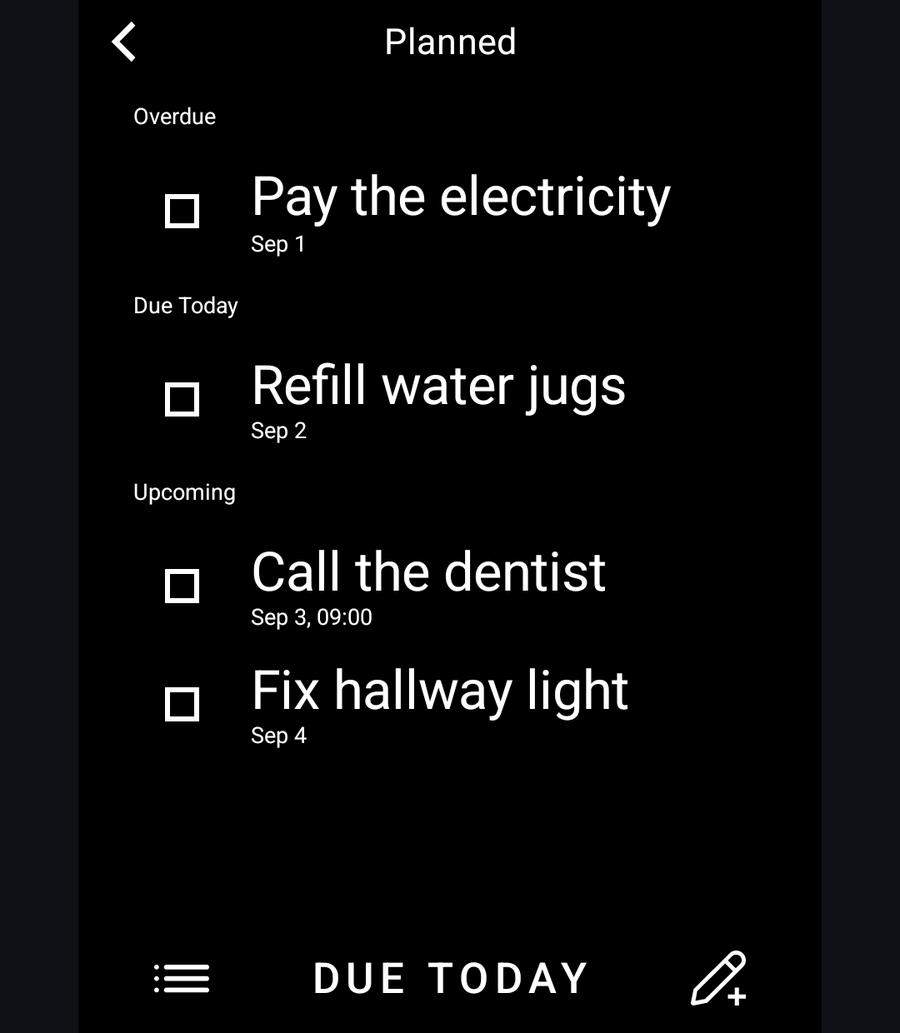 Planned
Overdue
Pay the electricity
Sep 1
Due Today
Refill water jugs
Sep 2
Upcoming
Call the dentist
Sep 3, 09:00
Fix hallway light
Sep 4
DUE TODAY